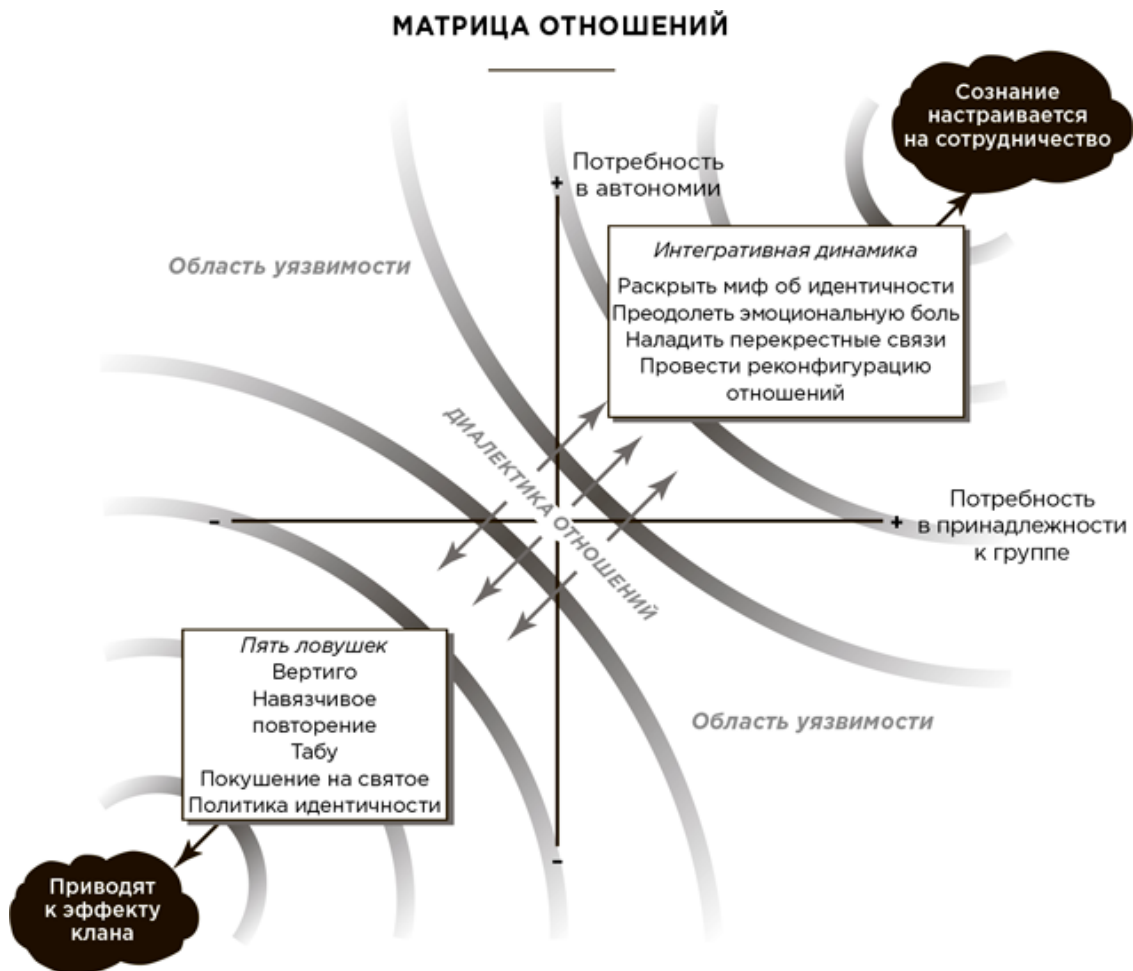 МАТРИЦА ОТНОШЕНИЙ
Сознание
настраивается
на сотрудничество
Потребность
в автономии
+
Область уязвимости
Интегративная динамика
Раскрыть миф об идентичности
Преодолеть эмоциональную боль
Наладить перекрестные связи
Провести реконфигурацию
отношений
ДИАЛЕКТИКА ОТНОШЕНИЙ
-
+
Потребность
в принадлежности
к группе
Пять ловушек
Вертиго
Навязчивое
повторение
Табу
Покушение на святое
Политика идентичности
Область уязвимости
-
Приводят
к эффекту
клана